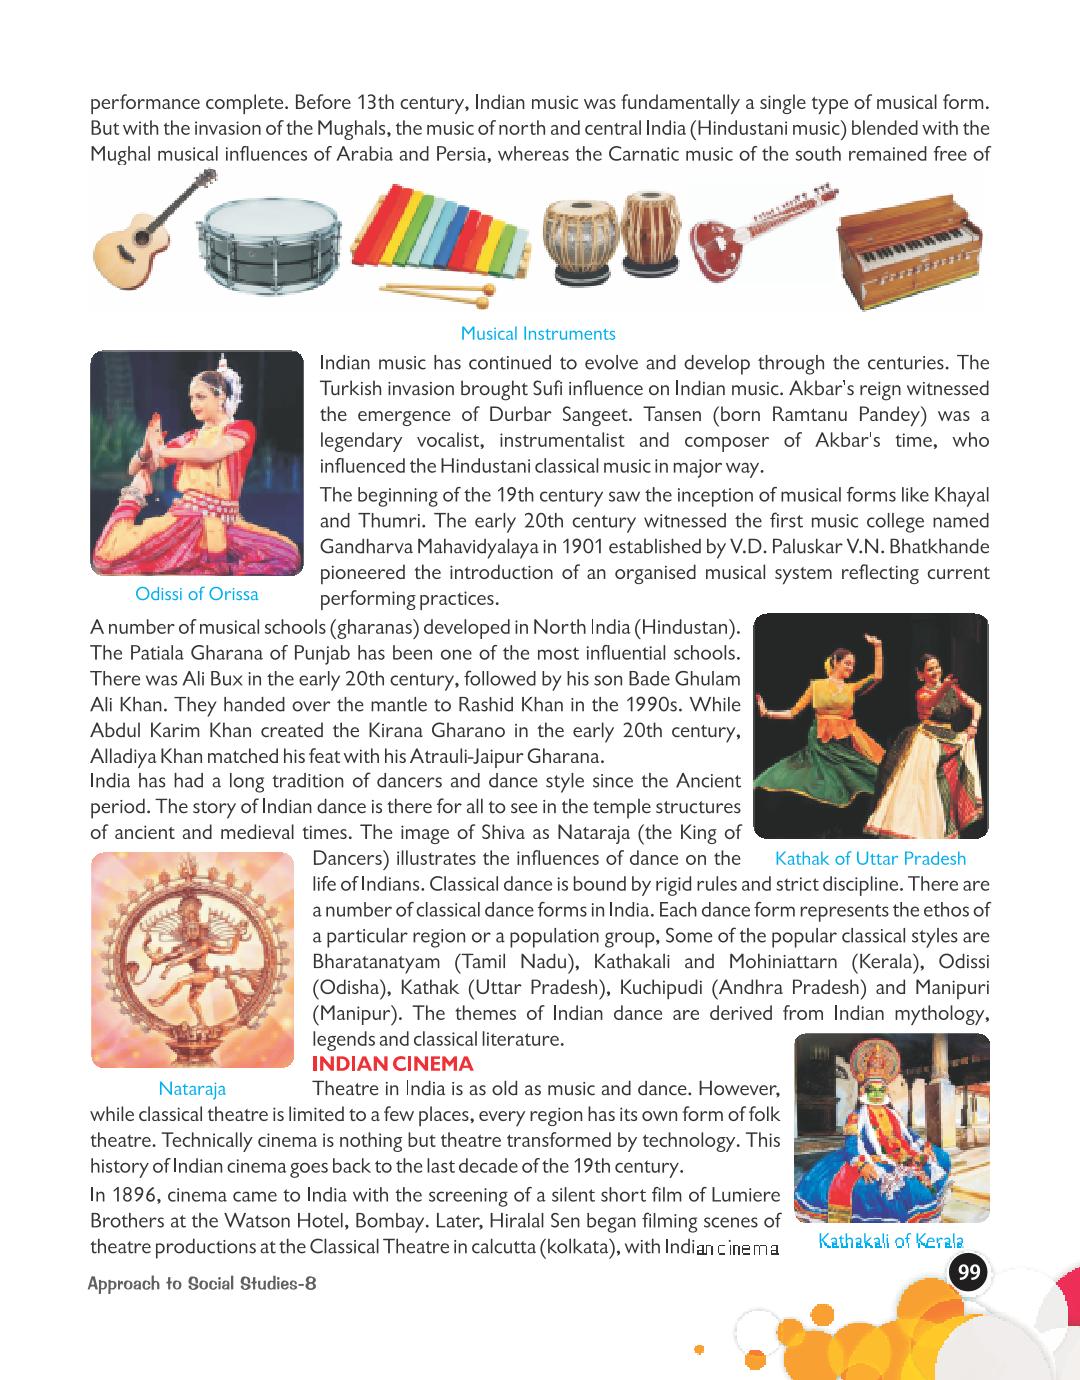 performance complete. Before 13th century, Indian music was fundamentally a single type of musical form.
But with the invasion of the Mughals, the music of north and central India (Hindustani music) blended with the
Mughal musical influences of Arabia and Persia, whereas the Carnatic music of the south remained free of
Musical Instruments
Indian music has continued to evolve and develop through the centuries. The
Turkish invasion brought Sufi influence on Indian music. Akbar's reign witnessed
the emergence of Durbar Sangeet. Tansen (born Ramtanu Pandey) was a
legendary vocalist, instrumentalist and composer of Akbar's time, who
influenced the Hindustani classical music in major way.
The beginning of the 19th century saw the inception of musical forms like Khayal
and Thumri. The early 20th century witnessed the first music college named
Gandharva Mahavidyalaya in 1901 established by V.D. Paluskar V.N. Bhatkhande
pioneered the introduction of an organised musical system reflecting current
performing practices.
Odissi of Orissa
A number of musical schools (gharanas) developed in North India (Hindustan).
The Patiala Gharana of Punjab has been one of the most influential schools.
There was Ali Bux in the early 20th century, followed by his son Bade Ghulam
Ali Khan. They handed over the mantle to Rashid Khan in the 1990s. While
Abdul Karim Khan created the Kirana Gharano in the early 20th century,
Alladiya Khan matched his feat with his Atrauli-Jaipur Gharana.
India has had a long tradition of dancers and dance style since the Ancient
period. The story of Indian dance is there for all to see in the temple structures
of ancient and medieval times. The image of Shiva as Nataraja (the King of
Dancers) illustrates the influences of dance on the
Kathak of Uttar Pradesh
life of Indians. Classical dance is bound by rigid rules and strict discipline. There are
a number of classical dance forms in India. Each dance form represents the ethos of
a particular region or a population group, Some of the popular classical styles are
Bharatanatyam (Tamil Nadu), Kathakali and Mohiniattarn (Kerala), Odissi
(Odisha), Kathak (Uttar Pradesh), Kuchipudi (Andhra Pradesh) and Manipuri
(Manipur). The themes of Indian dance are derived from Indian mythology,
legends and classical literature.
Nataraja
INDIAN CINEMA
Theatre in India is as old as music and dance. However,
while classical theatre is limited to a few places, every region has its own form of folk
theatre. Technically cinema is nothing but theatre transformed by technology. This
history of Indian cinema goes back to the last decade of the 19th century.
In 1896, cinema came to India with the screening of a silent short film of Lumiere
Brothers at the Watson Hotel, Bombay. Later, Hiralal Sen began filming scenes of
theatre productions at the Classical Theatre in calcutta (kolkata), with Indian cinema
Kathakali of Kerala
Approach to Social Studies-8
99